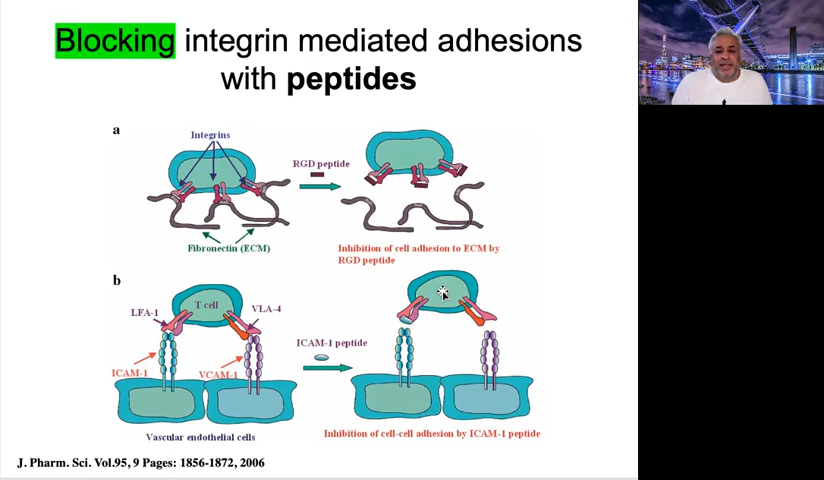 Blocking integrin mediated adhesions
with peptides
a
Integrins
RGD peptide
Fibronectin (ECM)
Inhibition of cell adhesion to ECM by
RGD peptide
b
T cell
LFA-1
VLA-4
ICAM-1 peptide
ICAM-1
VCAM-1
Vascular endothelial cells
Inhibition of cell-cell adhesion by ICAM-1 peptide
J. Pharm. Sci. Vol.95, 9 Pages: 1856-1872, 2006